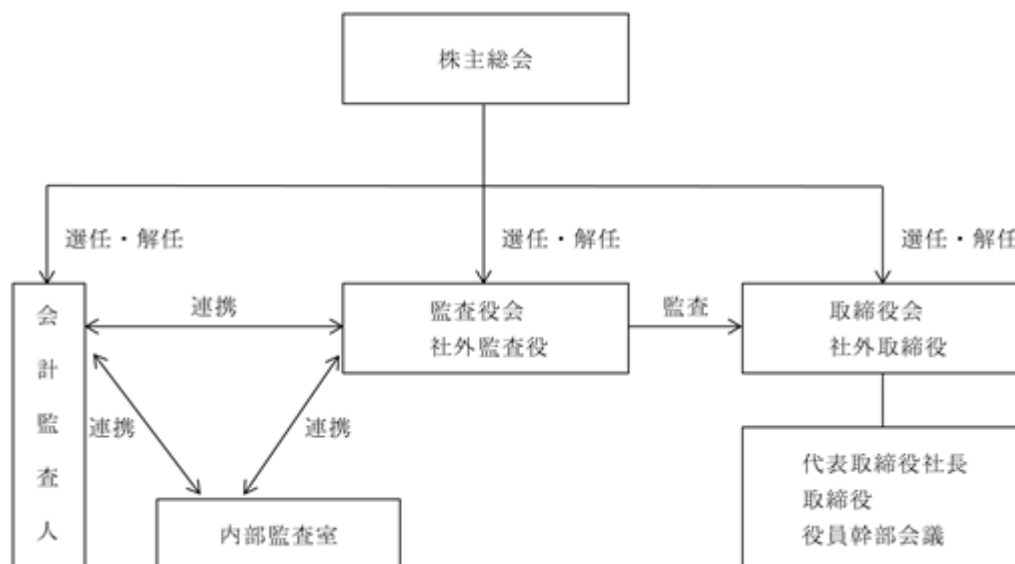 株主総会
選任・解任
選任・解任
選任・解任
会計監査人
連携
監査役会
社外監査役
監査
取締役会
社外取締役
連携
連携
内部監査室
代表取締役社長
取締役
役員幹部会議